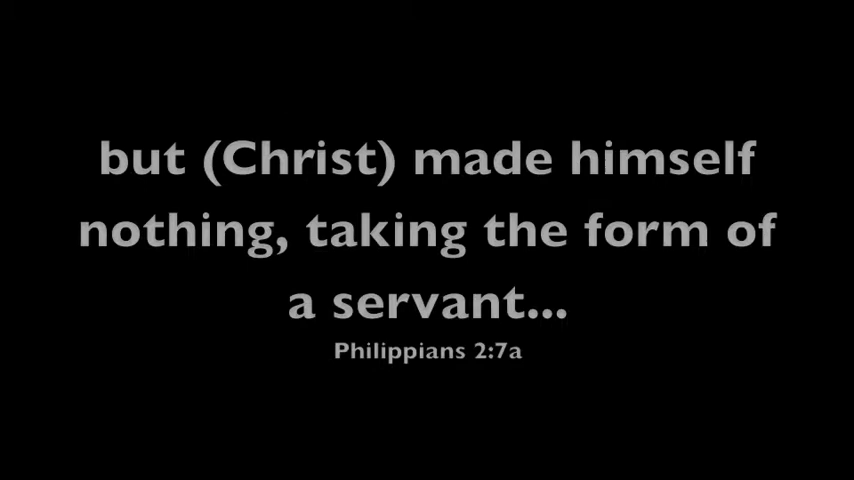 but (Christ) made himself
nothing, taking the form of
a servant...
Philippians 2:7a